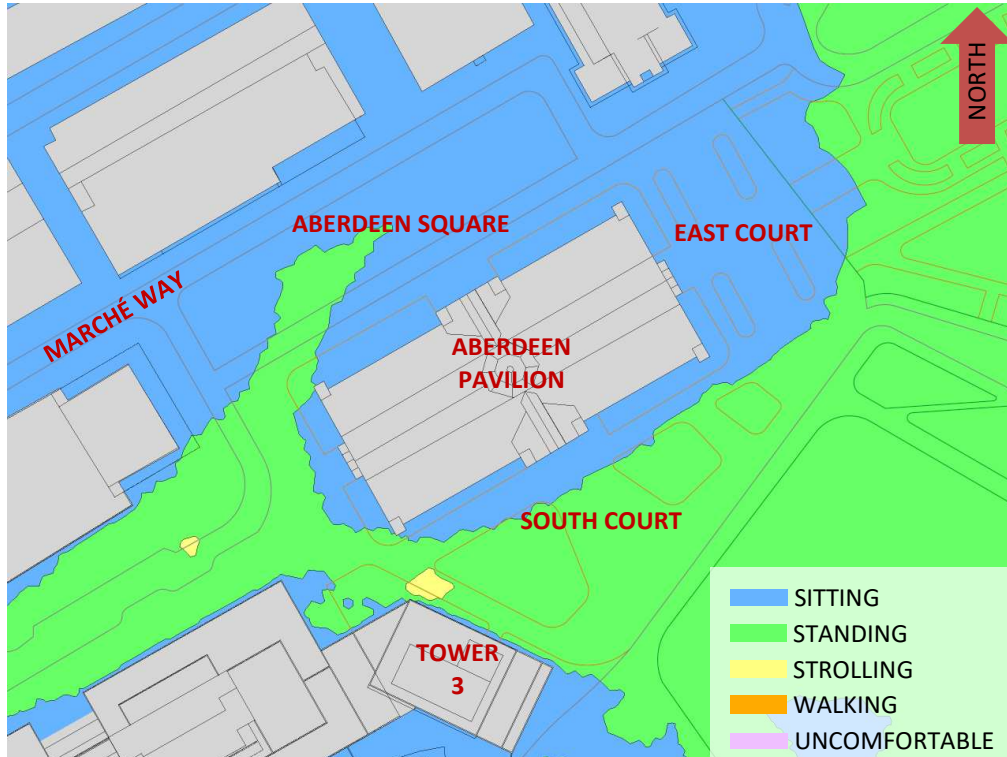 NORTH
ABERDEEN SQUARE
EAST COURT
MARCHÉ WAY
ABERDEEN
PAVILION
SOUTH COURT
TOWER
3
SITTING
STANDING
STROLLING
WALKING
UNCOMFORTABLE